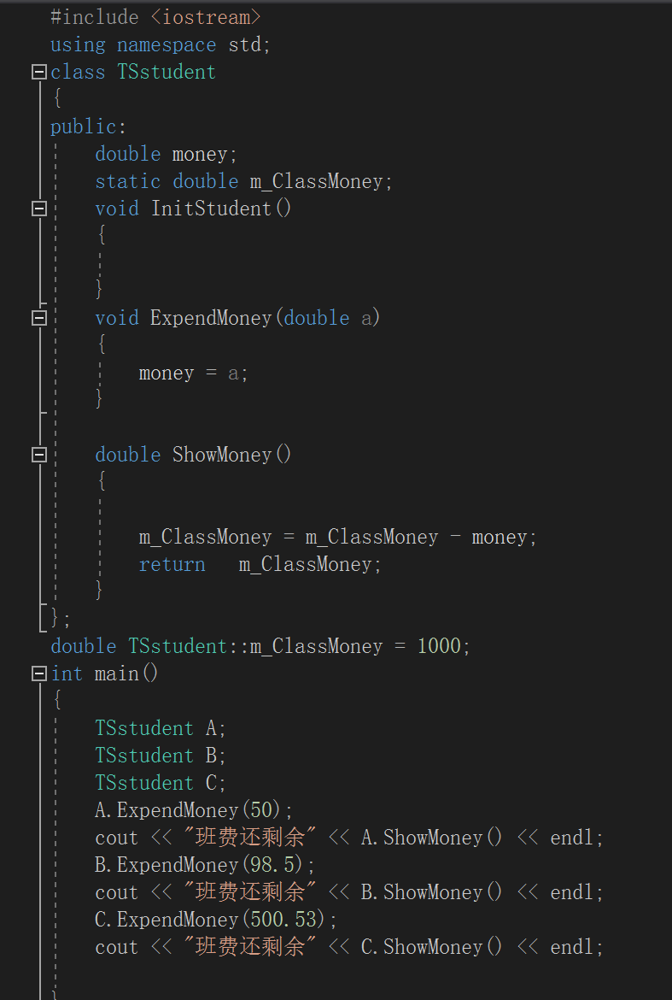 #include <iostream>
using namespace std;
class TSstudent
{
public:
double money;
static double m_ClassMoney;
void InitStudent()
{
}
void ExpendMoney(double a)
{
money = a;
}
double ShowMoney()
{
m_ClassMoney = m_ClassMoney - money;
return m_ClassMoney;
}
};
double TSstudent::m_ClassMoney = 1000;
int main()
{
TSstudent A;
TSstudent B;
TSstudent C;
A.ExpendMoney(50);
cout << "班费还剩余" << A.ShowMoney() << endl;
B.ExpendMoney(98.5);
cout << "班费还剩余" << B.ShowMoney() << endl;
C.ExpendMoney(500.53);
cout << "班费还剩余" << C.ShowMoney() << endl;
}